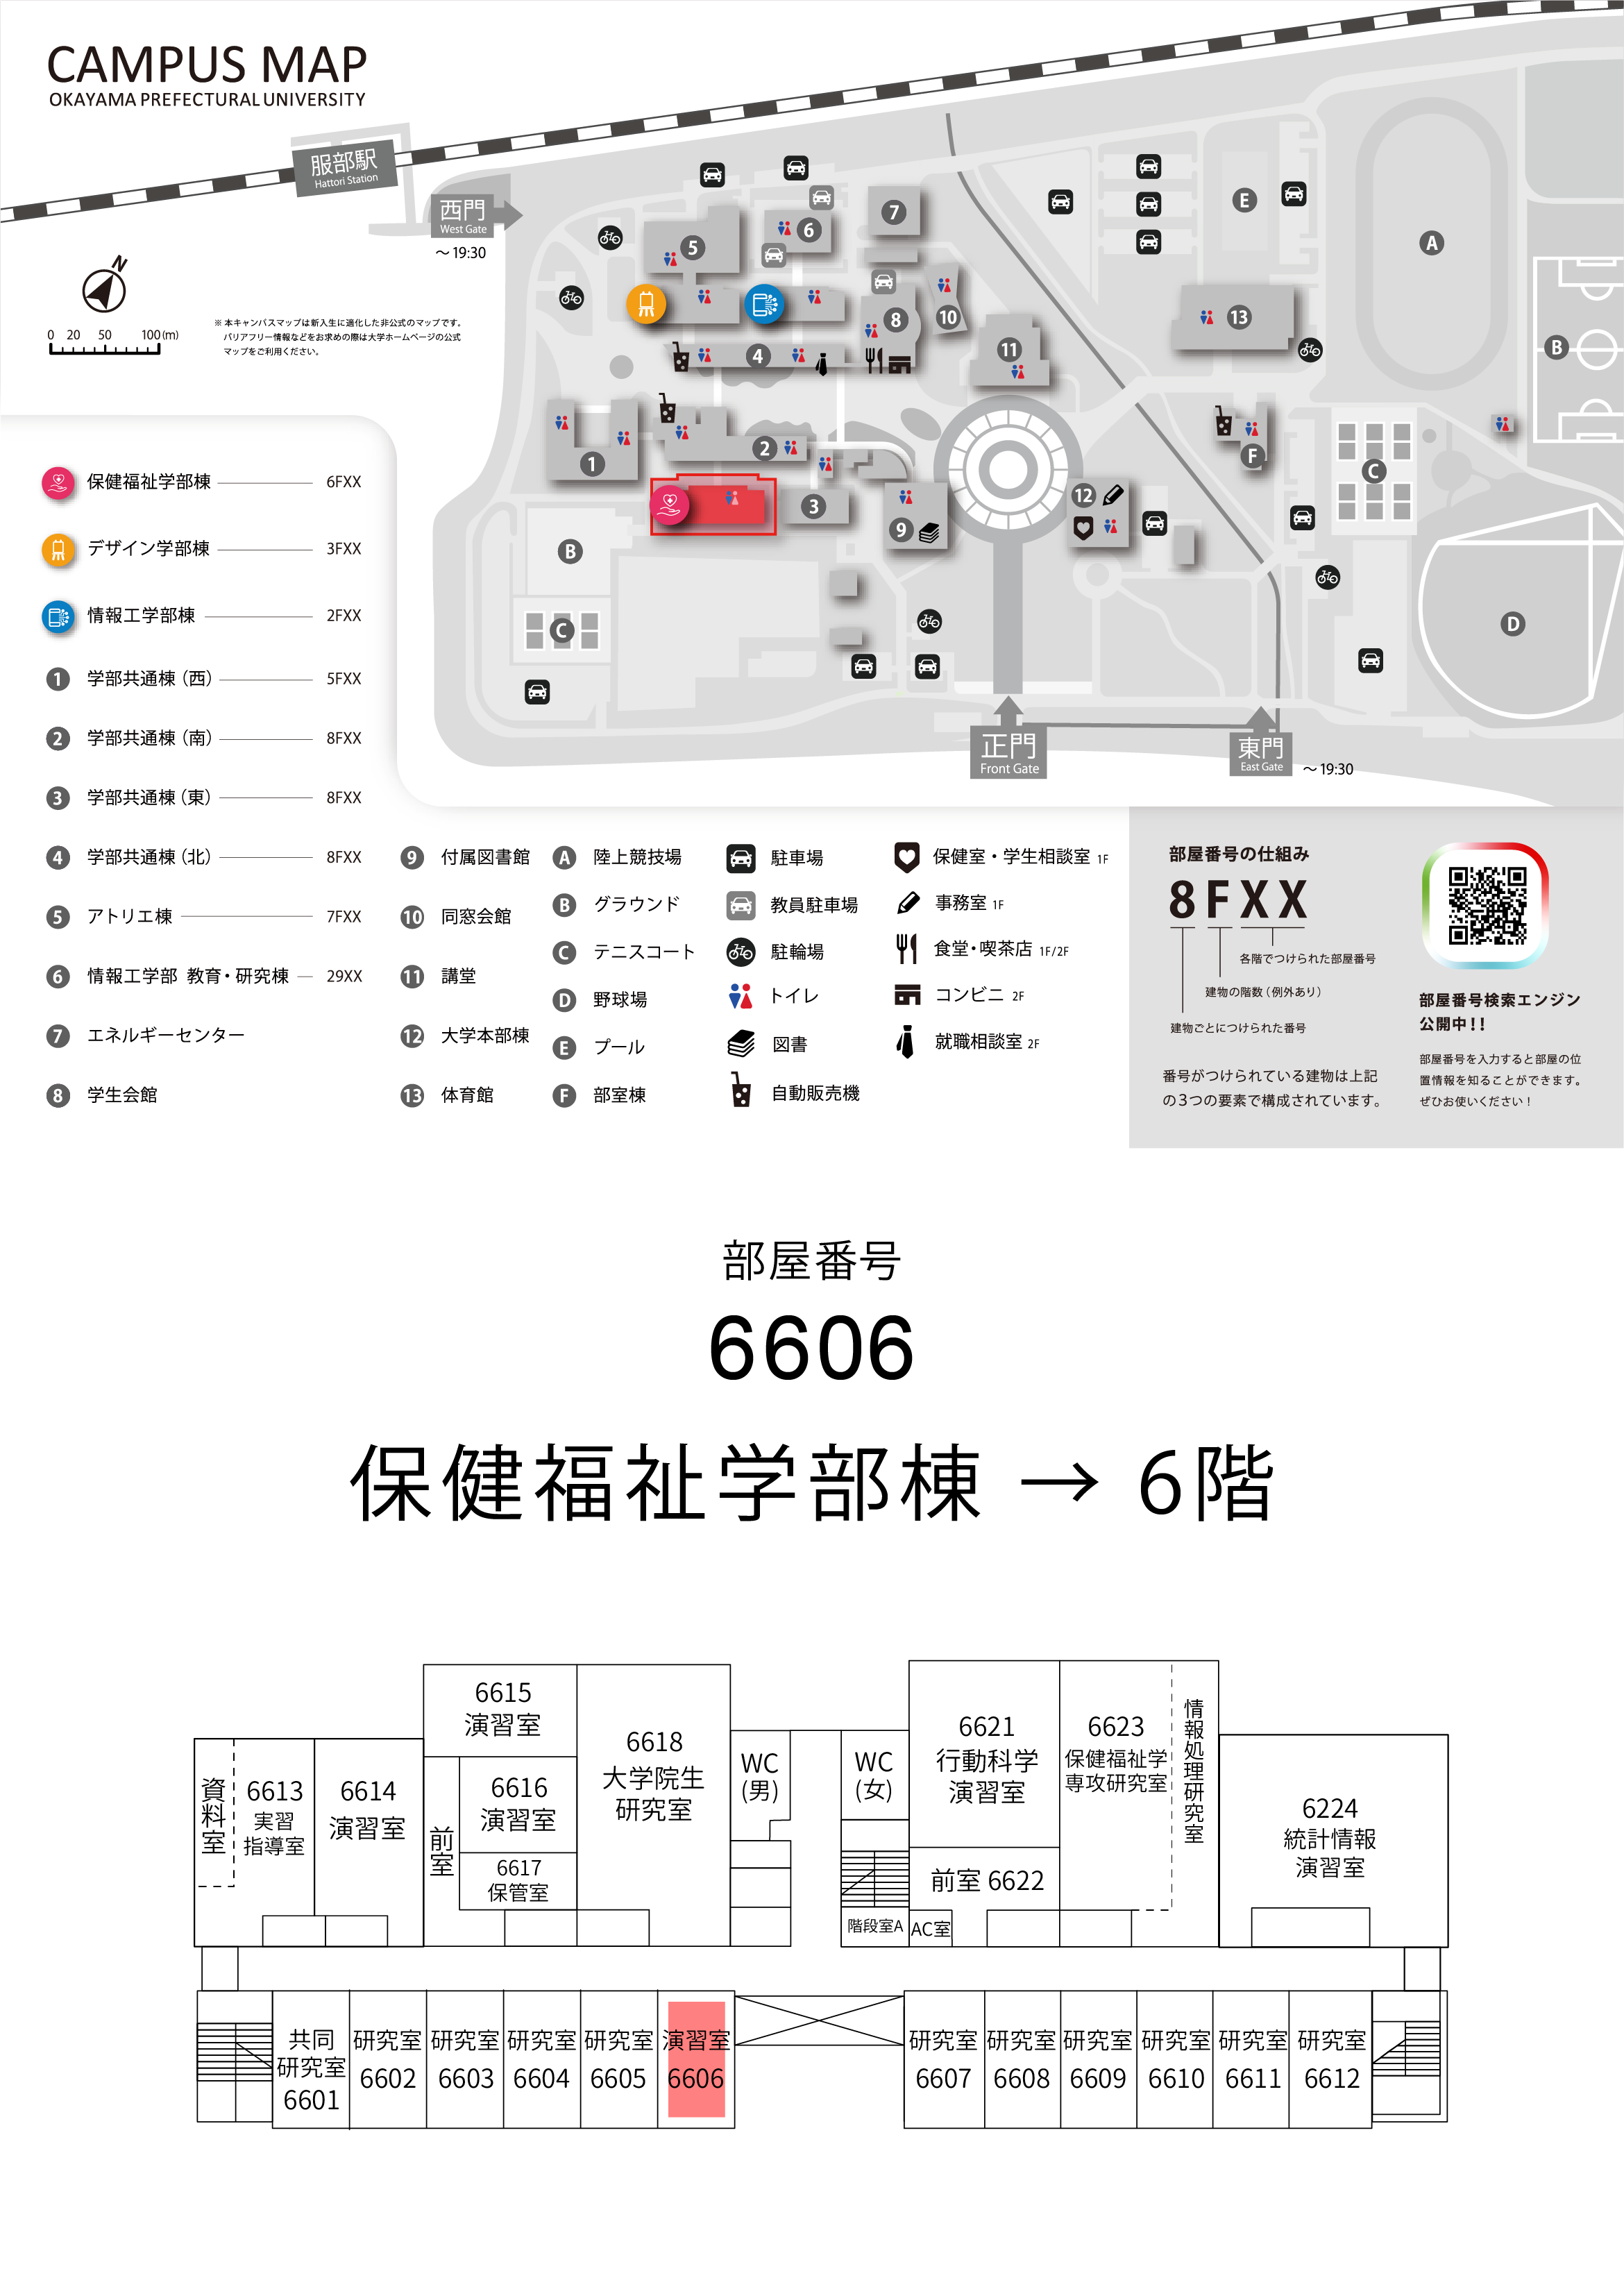 CAMPUS MAP
OKAYAMA PREFECTURAL UNIVERSITY
服部駅
Hattori Station
西門
West Gate
～19:30
N
0 20 50 100(m)
※ 本キャンパスマップは新入生に適化した非公式のマップです。
バリアフリー情報などをお求めの際は大学ホームページの公式
マップをご利用ください。
5
6
7
8
10
4
11
13
E
A
B
1
2
3
9
12
F
C
B
C
D
正門
Front Gate
東門
East Gate
～19:30
保健福祉学部棟 6FXX
デザイン学部棟 3FXX
情報工学部棟 2FXX
1 学部共通棟（西） 5FXX
2 学部共通棟（南） 8FXX
3 学部共通棟（東） 8FXX
4 学部共通棟（北） 8FXX
5 アトリエ棟 7FXX
6 情報工学部 教育・研究棟 29XX
7 エネルギーセンター
8 学生会館
9 付属図書館
10 同窓会館
11 講堂
12 大学本部棟
13 体育館
A 陸上競技場
B グラウンド
C テニスコート
D 野球場
E プール
F 部室棟
駐車場
教員駐車場
駐輪場
トイレ
図書
自動販売機
保健室・学生相談室 1F
事務室 1F
食堂・喫茶店 1F/2F
コンビニ 2F
就職相談室 2F
部屋番号の仕組み
8FXX
各階でつけられた部屋番号
建物の階数（例外あり）
建物ごとにつけられた番号
番号がつけられている建物は上記
の3つの要素で構成されています。
部屋番号検索エンジン
公開中！！
部屋番号を入力すると部屋の位
置情報を知ることができます。
ぜひお使いください！
部屋番号
6606
保健福祉学部棟 → 6階
資料室
6613
実習
指導室
6614
演習室
6615
演習室
前室
6616
演習室
6617
保管室
6618
大学院生
研究室
WC
(男)
WC
(女)
階段室A
AC室
6621
行動科学
演習室
前室 6622
6623
保健福祉学
専攻研究室
情報処理研究室
6224
統計情報
演習室
共同
研究室
6601
研究室
6602
研究室
6603
研究室
6604
研究室
6605
演習室
6606
研究室
6607
研究室
6608
研究室
6609
研究室
6610
研究室
6611
研究室
6612